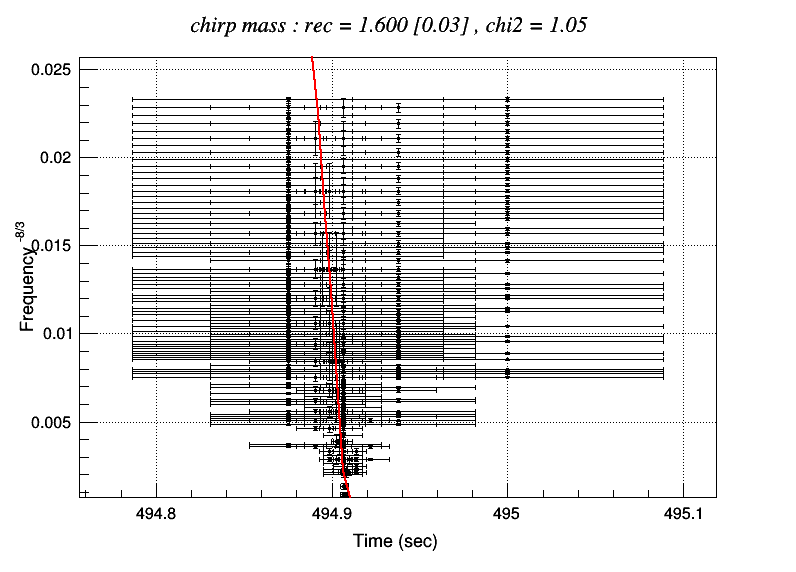 chirp mass : rec = 1.600 [0.03] , chi2 = 1.05
0.025
0.02
0.015
0.01
0.005
Frequency -8/3
494.8 494.9 495 495.1
Time (sec)